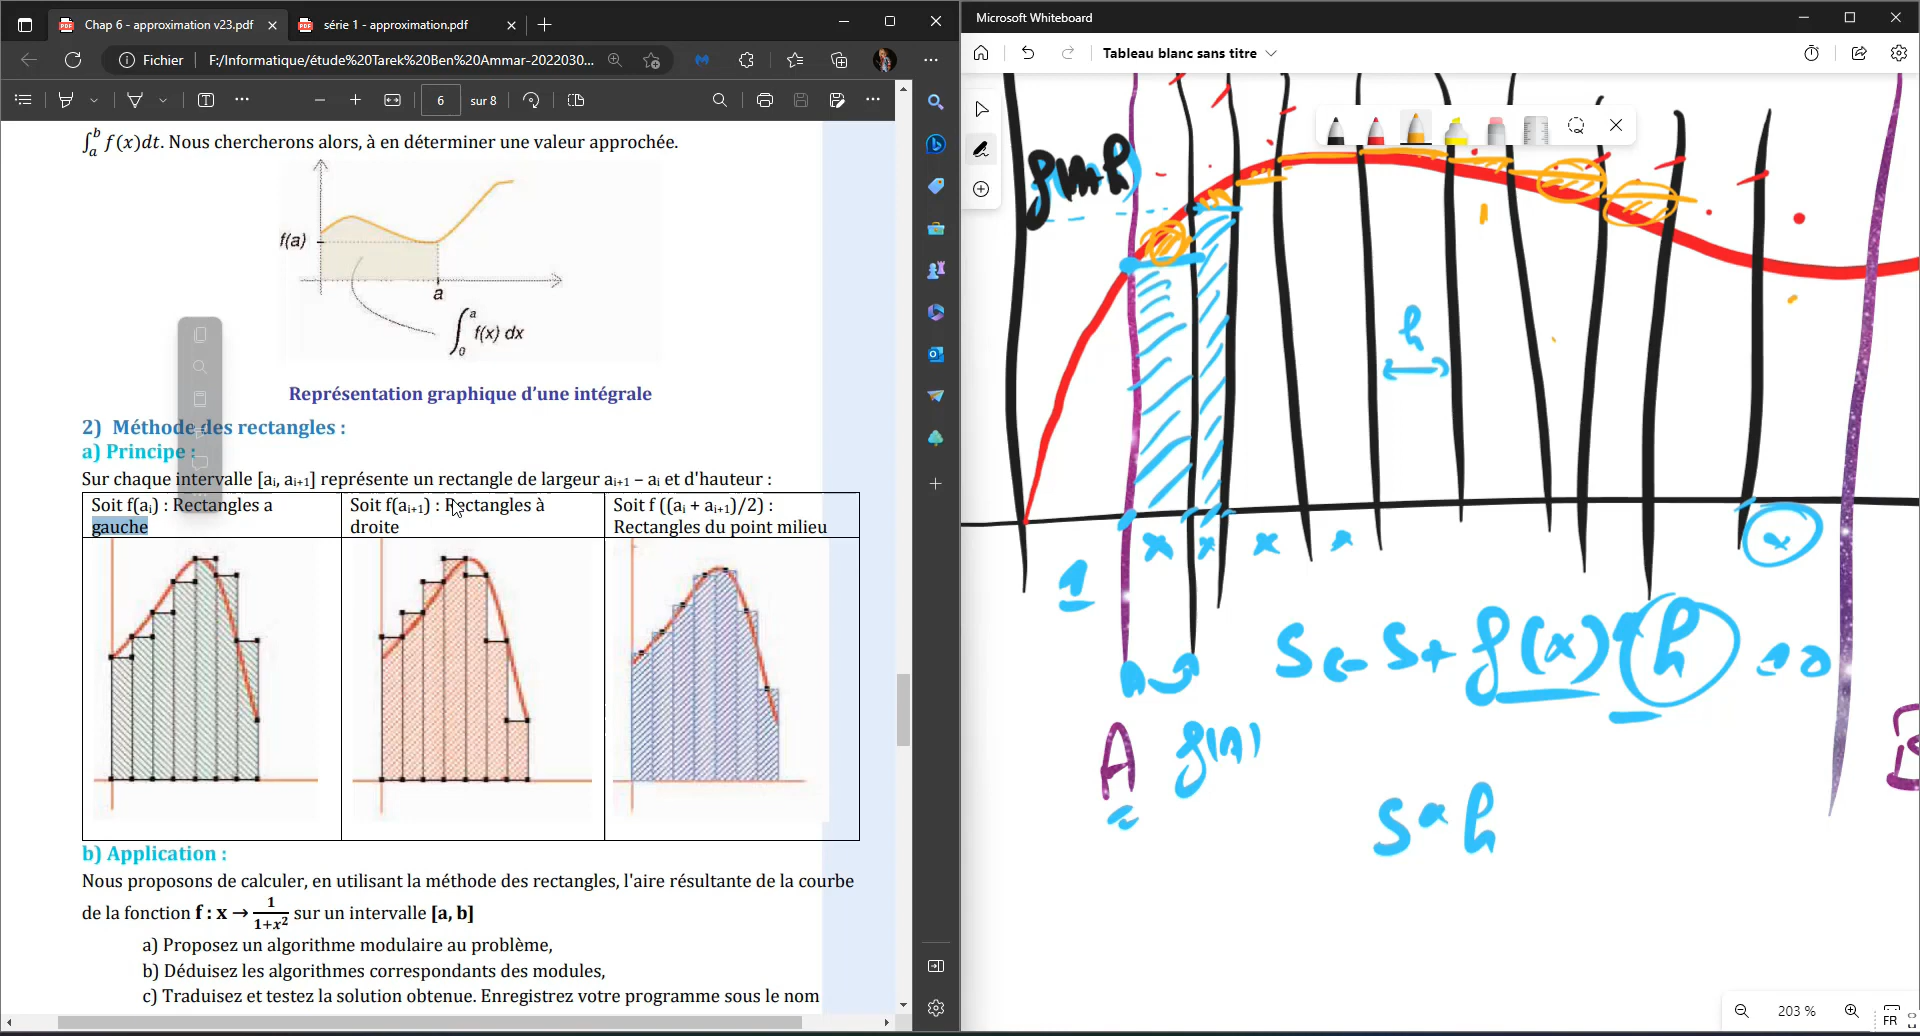 Chap 6 - approximation v23.pdf
série 1 - approximation.pdf
Fichier
F:/Informatique/étude%20Tarek%20Ben%20Ammar-2022030...
6
sur 8
∫ₐᵇ f(x)dt. Nous chercherons alors, à en déterminer une valeur approchée.
f(a)
a
∫₀ᵃ f(x) dx
Représentation graphique d’une intégrale
2) Méthode des rectangles :
a) Principe :
Sur chaque intervalle [aᵢ, aᵢ₊₁] représente un rectangle de largeur aᵢ₊₁ – aᵢ et d'hauteur :
Soit f(aᵢ) : Rectangles a
gauche
Soit f(aᵢ₊₁) : Rectangles à
droite
Soit f ((aᵢ + aᵢ₊₁)/2) :
Rectangles du point milieu
b) Application :
Nous proposons de calculer, en utilisant la méthode des rectangles, l'aire résultante de la courbe
de la fonction f : x → 1/(1+x²) sur un intervalle [a, b]
a) Proposez un algorithme modulaire au problème,
b) Déduisez les algorithmes correspondants des modules,
c) Traduisez et testez la solution obtenue. Enregistrez votre programme sous le nom
Microsoft Whiteboard
Tableau blanc sans titre
h
1
x x x x
S ← S + f(x) * h
A
f(A)
S * h
203 %
FR